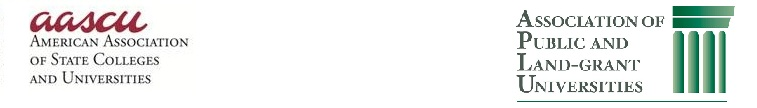 aascu
American Association
of State Colleges
and Universities
Association of
Public and
Land-grant
Universities